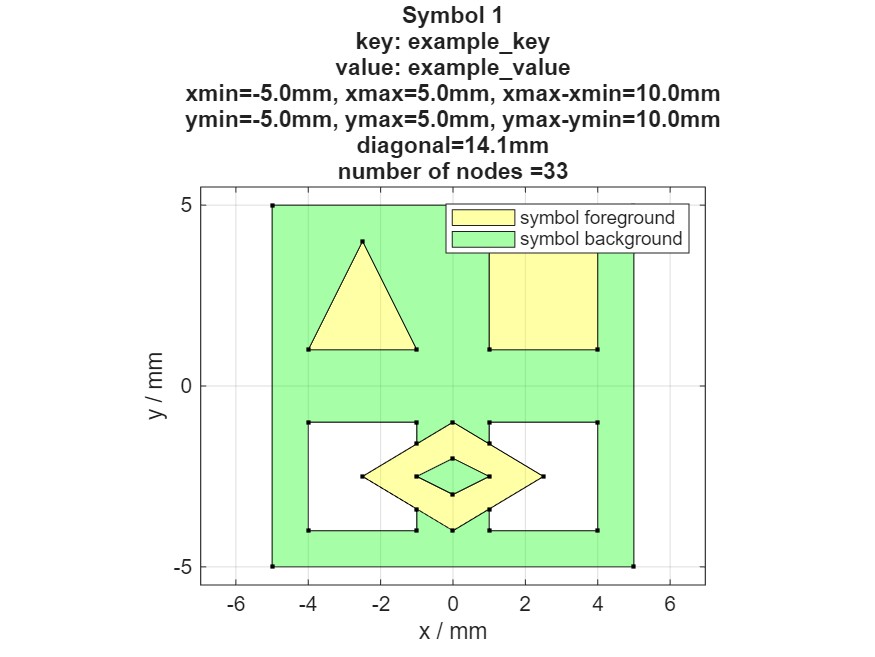 Symbol 1
key: example_key
value: example_value
xmin=-5.0mm, xmax=5.0mm, xmax-xmin=10.0mm
ymin=-5.0mm, ymax=5.0mm, ymax-ymin=10.0mm
diagonal=14.1mm
number of nodes =33
symbol foreground
symbol background
5
0
-5
y / mm
-6 -4 -2 0 2 4 6
x / mm